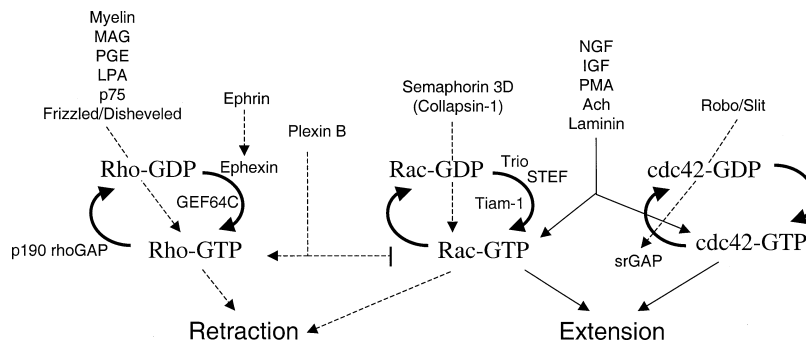 Myelin
MAG
PGE
LPA
p75
Frizzled/Disheveled
Ephrin
Ephexin
Plexin B
Rho-GDP
GEF64C
p190 rhoGAP
Rho-GTP
Semaphorin 3D
(Collapsin-1)
Rac-GDP
Trio
STEF
Tiam-1
Rac-GTP
NGF
IGF
PMA
Ach
Laminin
Robo/Slit
cdc42-GDP
srGAP
cdc42-GTP
Retraction
Extension